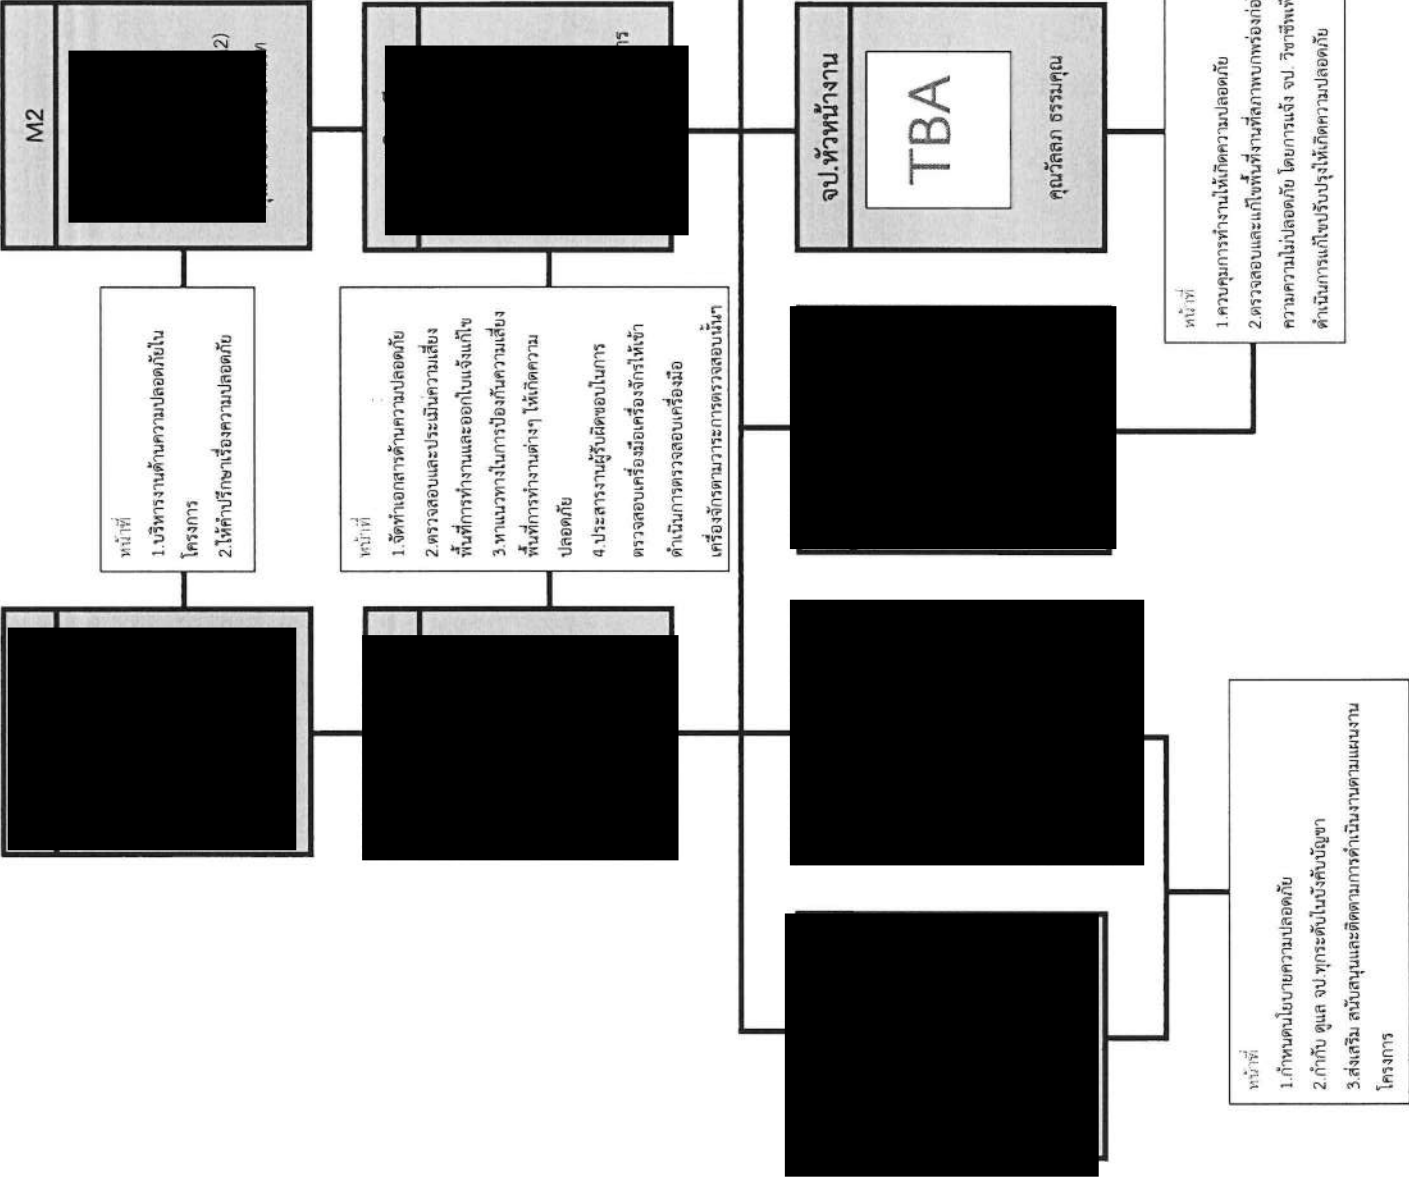 M2
2)
หน้าที่
1.บริหารงานด้านความปลอดภัยใน
โครงการ
2.ให้คำปรึกษาเรื่องความปลอดภัย
การ
หน้าที่
1.จัดทำเอกสารด้านความปลอดภัย
2.ตรวจสอบและประเมินความเสี่ยง
พื้นที่การทำงานและออกใบแจ้งแก้ไข
3.หาแนวทางในการป้องกันความเสี่ยง
พื้นที่การทำงานต่างๆ ให้เกิดความ
ปลอดภัย
4.ประสารงานผู้รับผิดชอบในการ
ตรวจสอบเครื่องมือเครื่องจักรให้เข้า
ดำเนินการตรวจสอบเครื่องมือ
เครื่องจักรตามวาระการตรวจสอบนั้นๆ
จป.หัวหน้างาน
TBA
คุณวัลลภ ธรรมคุณ
หน้าที่
1.ควบคุมการทำงานให้เกิดความปลอดภัย
2.ตรวจสอบและแก้ไขพื้นที่งานที่สภาพบกพร่องก่อ
ความความไม่ปลอดภัย โดยการแจ้ง จป. วิชาชีพเพื่
ดำเนินการแก้ไขปรับปรุงให้เกิดความปลอดภัย
หน้าที่
1.กำหนดนโยบายความปลอดภัย
2.กำกับ ดูแล จป.ทุกระดับในบังคับบัญชา
3.ส่งเสริม สนับสนุนและติดตามการดำเนินงานตามแผนงาน
โครงการ